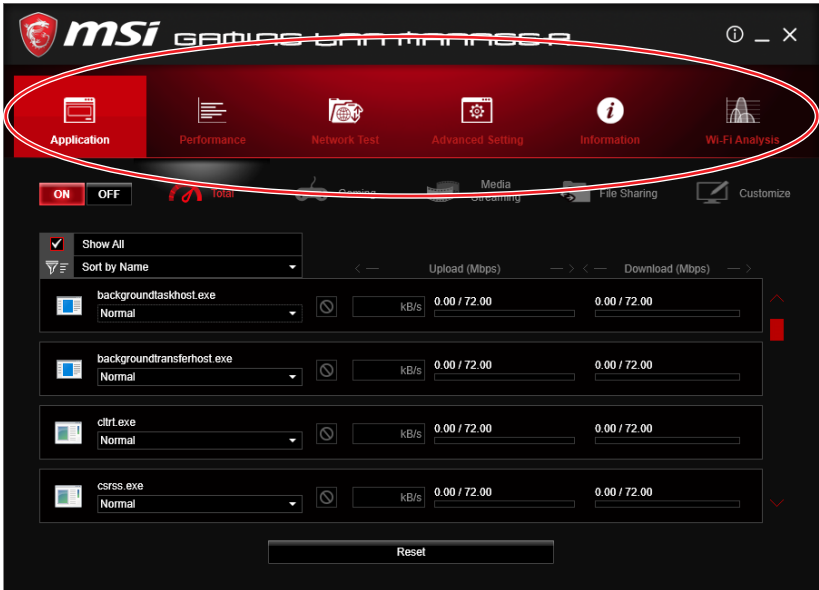 msi GAMING LAN MANAGER
Application Performance Network Test Advanced Setting Information Wi-Fi Analysis
ON OFF Total Gaming Media Streaming File Sharing Customize
Show All
Sort by Name Upload (Mbps) Download (Mbps)
backgroundtaskhost.exe
Normal kB/s 0.00 / 72.00 0.00 / 72.00
backgroundtransferhost.exe
Normal kB/s 0.00 / 72.00 0.00 / 72.00
cltrt.exe
Normal kB/s 0.00 / 72.00 0.00 / 72.00
csrss.exe
Normal kB/s 0.00 / 72.00 0.00 / 72.00
Reset